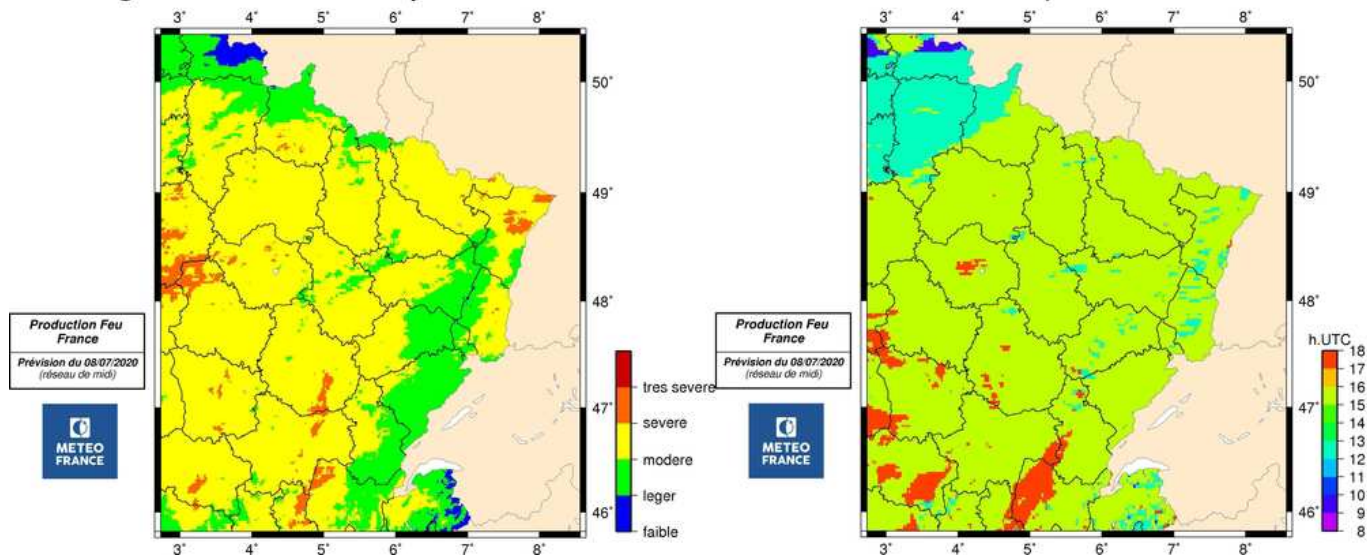 3° 4° 5° 6° 7° 8°
50°
49°
48°
47°
46°
3° 4° 5° 6° 7° 8°
Production Feu
France
Prévision du 08/07/2020
(réseau de midi)
METEO
FRANCE
tres severe
severe
modere
leger
faible
3° 4° 5° 6° 7° 8°
50°
49°
48°
47°
46°
3° 4° 5° 6° 7° 8°
Production Feu
France
Prévision du 08/07/2020
(réseau de midi)
METEO
FRANCE
h.UTC
18
17
16
15
14
13
12
11
10
9
8